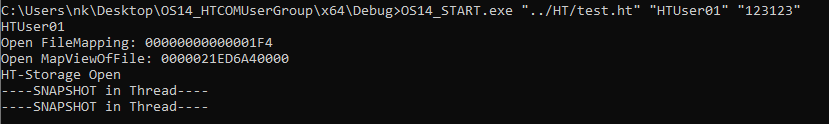 C:\Users\nk\Desktop\OS14_HTCOMUserGroup\x64\Debug>OS14_START.exe "../HT/test.ht" "HTUser01" "123123"
HTUser01
Open FileMapping: 00000000000001F4
Open MapViewOfFile: 0000021ED6A40000
HT-Storage Open
----SNAPSHOT in Thread----
----SNAPSHOT in Thread----